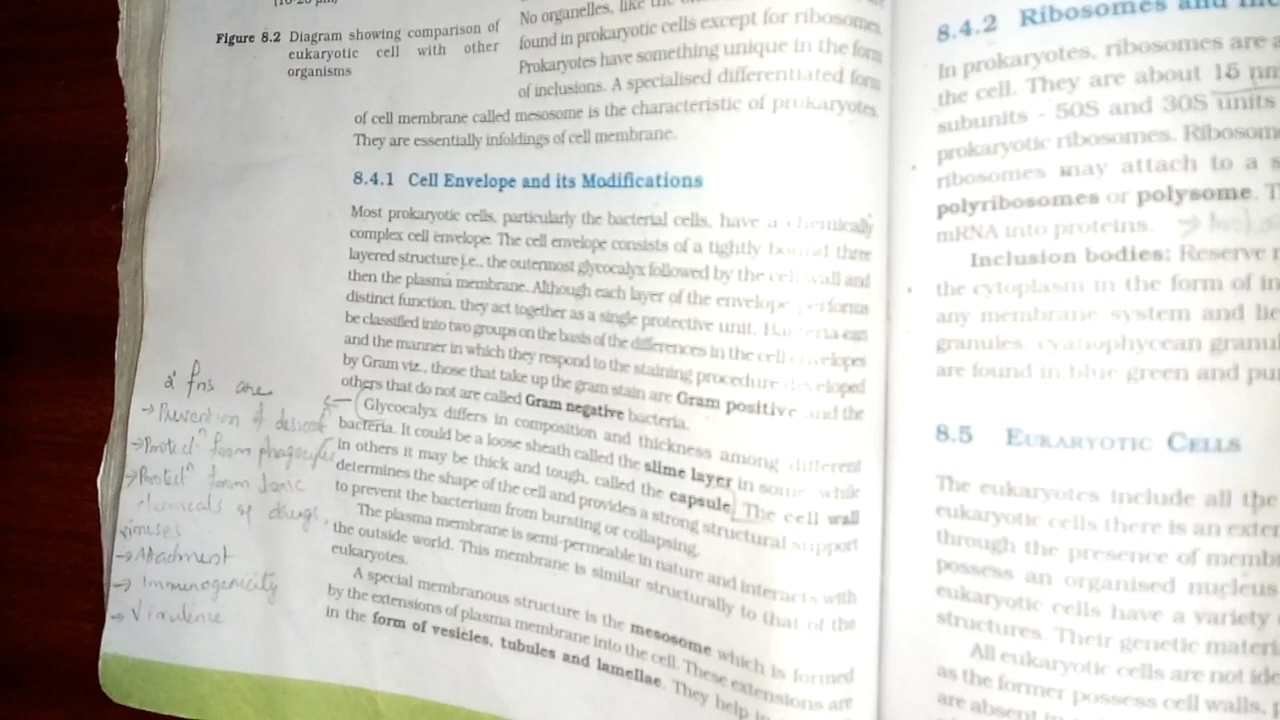 Figure 8.2 Diagram showing comparison of
eukaryotic cell with other
organisms
No organelles, like the
found in prokaryotic cells except for ribosomes.
Prokaryotes have something unique in the form
of inclusions. A specialised differentiated form
of cell membrane called mesosome is the characteristic of prokaryotes.
They are essentially infoldings of cell membrane.
8.4.1 Cell Envelope and its Modifications
Most prokaryotic cells, particularly the bacterial cells, have a chemically
complex cell envelope. The cell envelope consists of a tightly bound three
layered structure i.e., the outermost glycocalyx followed by the cell wall and
then the plasma membrane. Although each layer of the envelope performs
distinct function, they act together as a single protective unit. Bacteria can
be classified into two groups on the basis of the differences in the cell envelopes
and the manner in which they respond to the staining procedure developed
by Gram viz., those that take up the gram stain are Gram positive and the
others that do not are called Gram negative bacteria.
Glycocalyx differs in composition and thickness among different
bacteria. It could be a loose sheath called the slime layer in some, while
in others it may be thick and tough, called the capsule. The cell wall
determines the shape of the cell and provides a strong structural support
to prevent the bacterium from bursting or collapsing.
The plasma membrane is semi-permeable in nature and interacts with
the outside world. This membrane is similar structurally to that of the
eukaryotes.
A special membranous structure is the mesosome which is formed
by the extensions of plasma membrane into the cell. These extensions are
in the form of vesicles, tubules and lamellae. They help in
fns are
→ Prevention of
→ Protectn from phagocytes
→ Protectn from
chemicals drugs,
viruses
→ Attachment
→ Immunogenicity
→ Virulence
8.4.2 Ribosomes and
In prokaryotes, ribosomes are
the cell. They are about 15 nm
subunits - 50S and 30S units
prokaryotic ribosomes.
ribosomes may attach to a
polyribosomes or polysome.
mRNA into proteins.
Inclusion bodies: Reserve
the cytoplasm in the form of
any membrane system and
granules, cyanophycean
are found in blue green and
8.5 EUKARYOTIC CELLS
The eukaryotes include all the
eukaryotic cells there is an
through the presence of
possess an organised nucleus
eukaryotic cells have a variety
structures. Their genetic
All eukaryotic cells are not
as the former possess cell walls,
are absent in